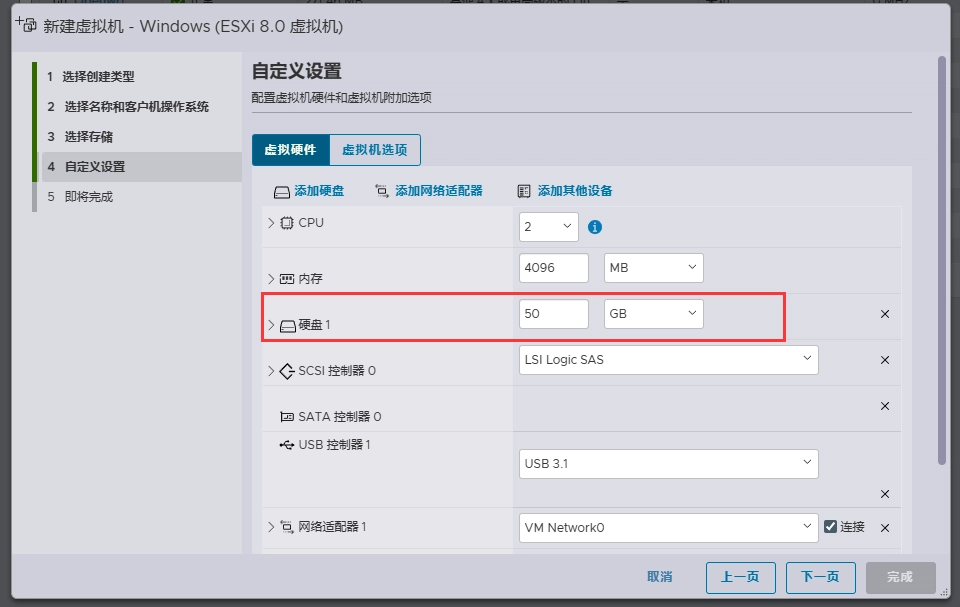 新建虚拟机 - Windows (ESXi 8.0 虚拟机)
1 选择创建类型
2 选择名称和客户机操作系统
3 选择存储
4 自定义设置
5 即将完成
自定义设置
配置虚拟机硬件和虚拟机附加选项
虚拟硬件 虚拟机选项
添加硬盘 添加网络适配器 添加其他设备
CPU 2
内存 4096 MB
硬盘 1 50 GB
SCSI 控制器 0 LSI Logic SAS
SATA 控制器 0
USB 控制器 1 USB 3.1
网络适配器 1 VM Network0 连接
取消 上一页 下一页 完成